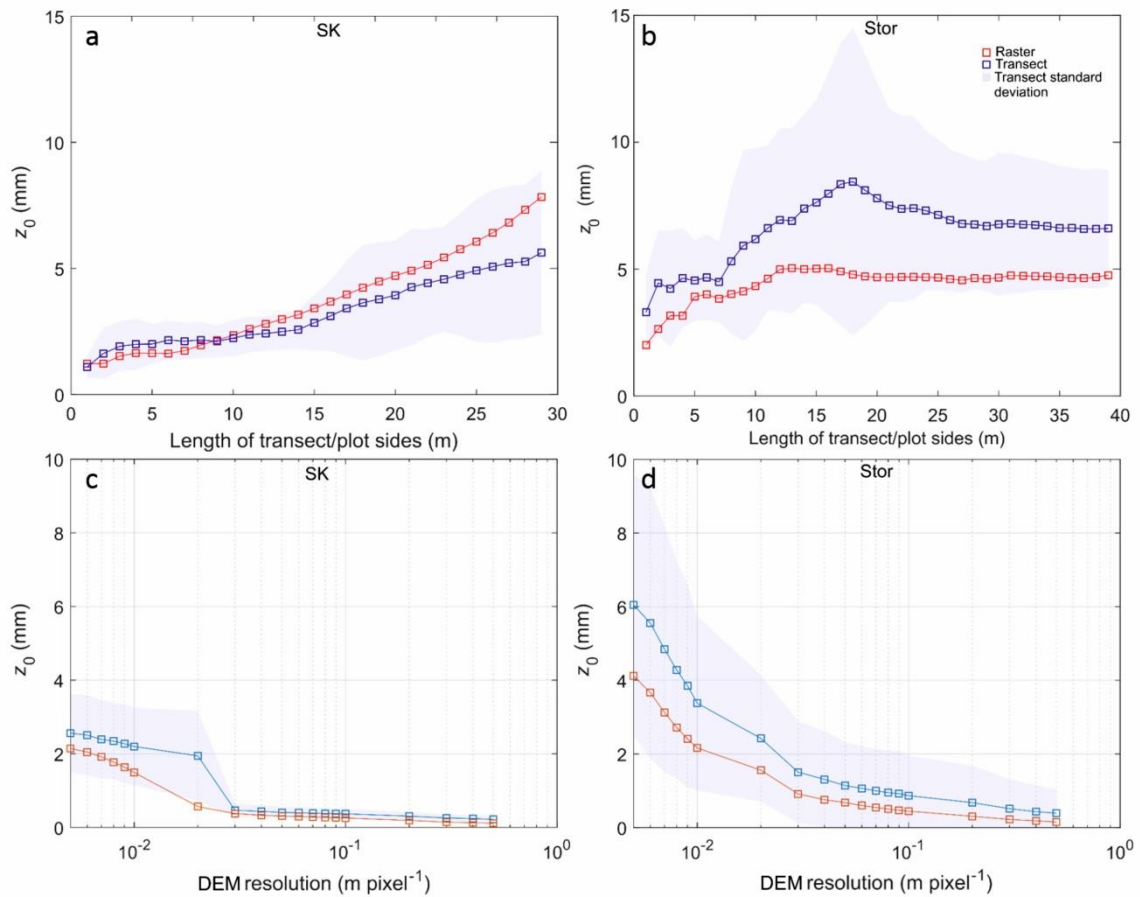 a
SK
15
10
5
0
z₀ (mm)
0 5 10 15 20 25 30
Length of transect/plot sides (m)
b
Stor
Raster
Transect
Transect standard
deviation
15
10
5
0
z₀ (mm)
0 5 10 15 20 25 30 35 40
Length of transect/plot sides (m)
c
SK
10
8
6
4
2
0
z₀ (mm)
10⁻² 10⁻¹ 10⁰
DEM resolution (m pixel⁻¹)
d
Stor
10
8
6
4
2
0
z₀ (mm)
10⁻² 10⁻¹ 10⁰
DEM resolution (m pixel⁻¹)